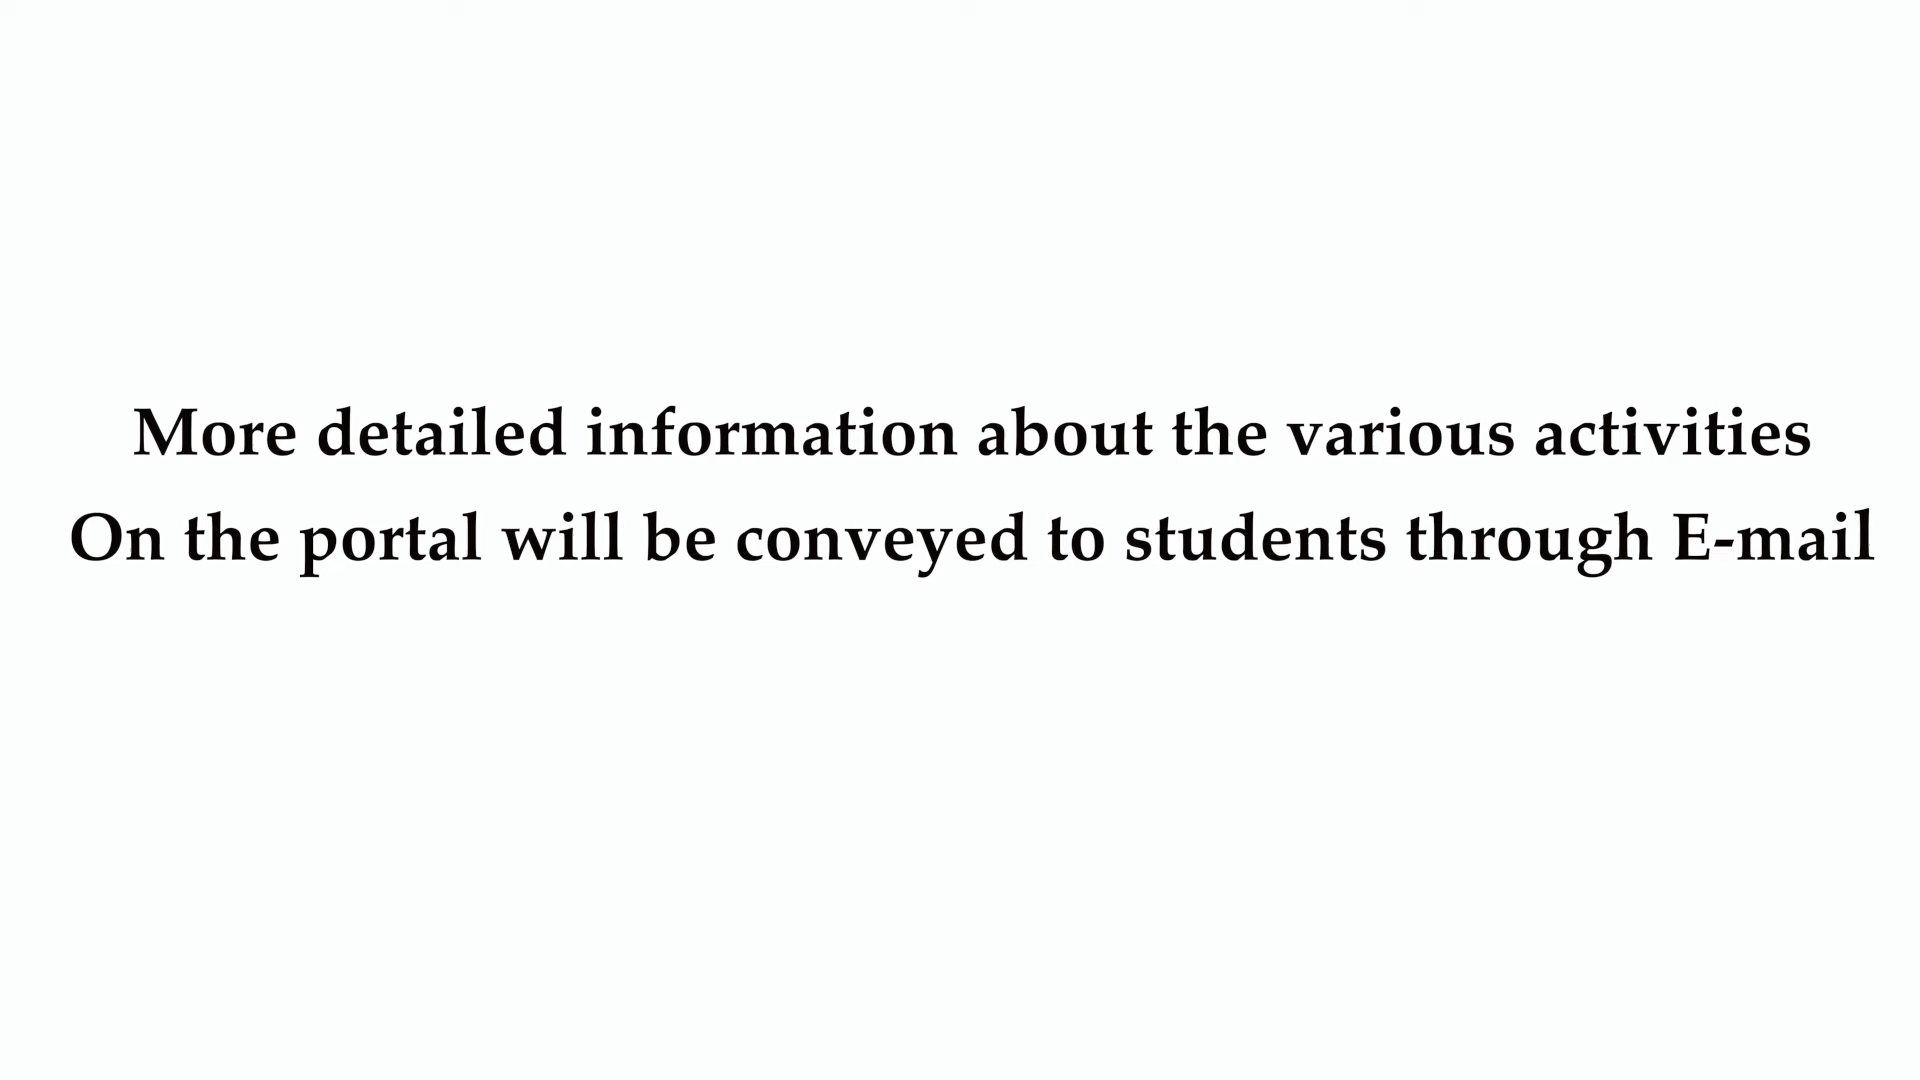 More detailed information about the various activities
On the portal will be conveyed to students through E-mail